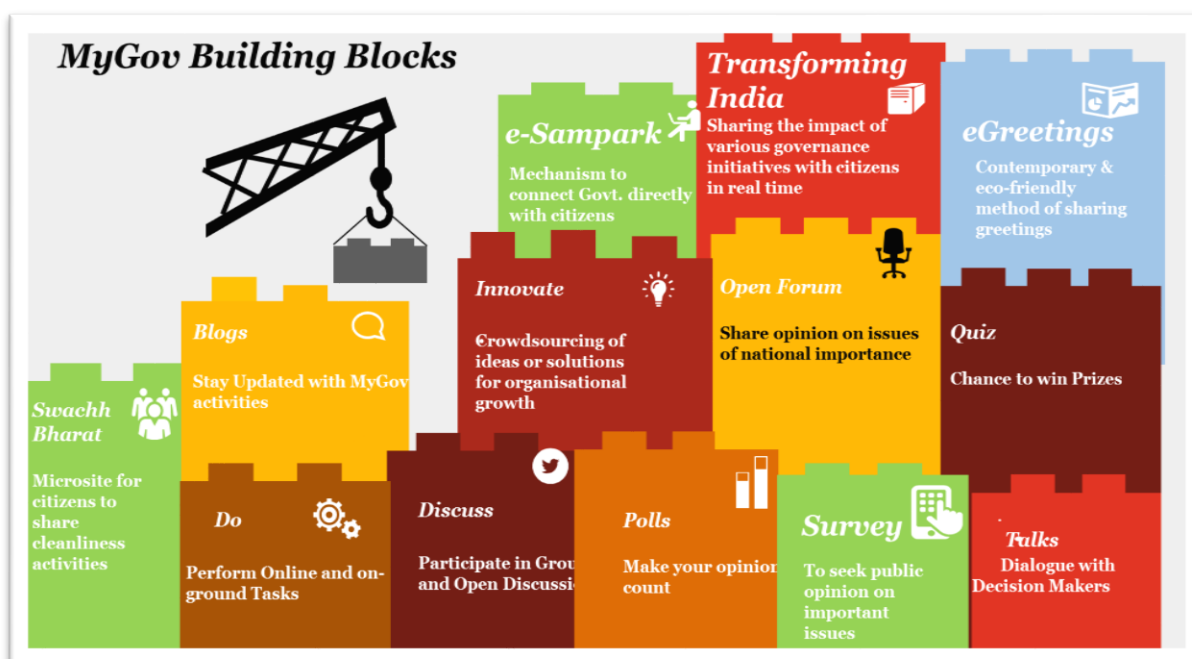 MyGov Building Blocks
e-Sampark
Mechanism to
connect Govt. directly
with citizens
Transforming
India
Sharing the impact of
various governance
initiatives with citizens
in real time
eGreetings
Contemporary &
eco-friendly
method of sharing
greetings
Blogs
Stay Updated with MyGov
activities
Innovate
Crowdsourcing of
ideas or solutions
for organisational
growth
Open Forum
Share opinion on issues
of national importance
Quiz
Chance to win Prizes
Swachh
Bharat
Microsite for
citizens to
share
cleanliness
activities
Do
Perform Online and on-
ground Tasks
Discuss
Participate in Grou
and Open Discussi
Polls
Make your opinion
count
Survey
To seek public
opinion on
important
issues
Talks
Dialogue with
Decision Makers